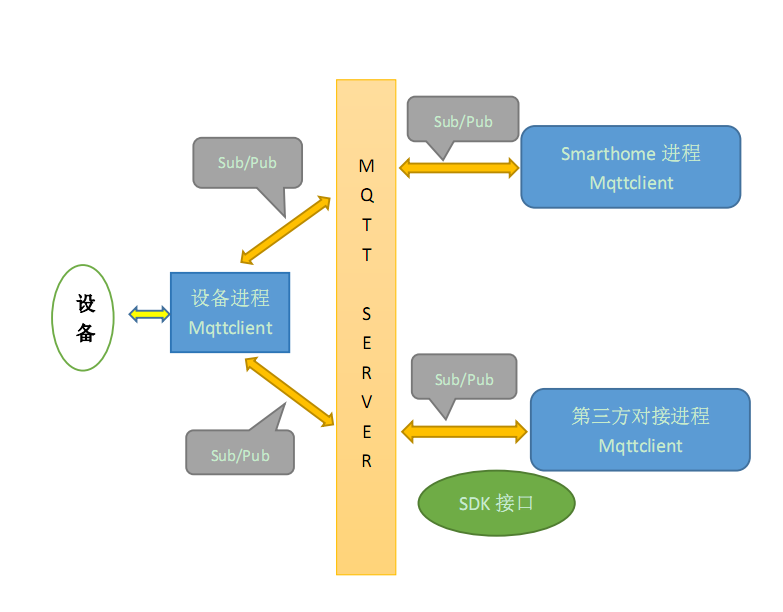 Sub/Pub
Smarthome 进程
Mqttclient
Sub/Pub
M
Q
T
T
S
E
R
V
E
R
设
备
设备进程
Mqttclient
Sub/Pub
第三方对接进程
Mqttclient
Sub/Pub
SDK 接口